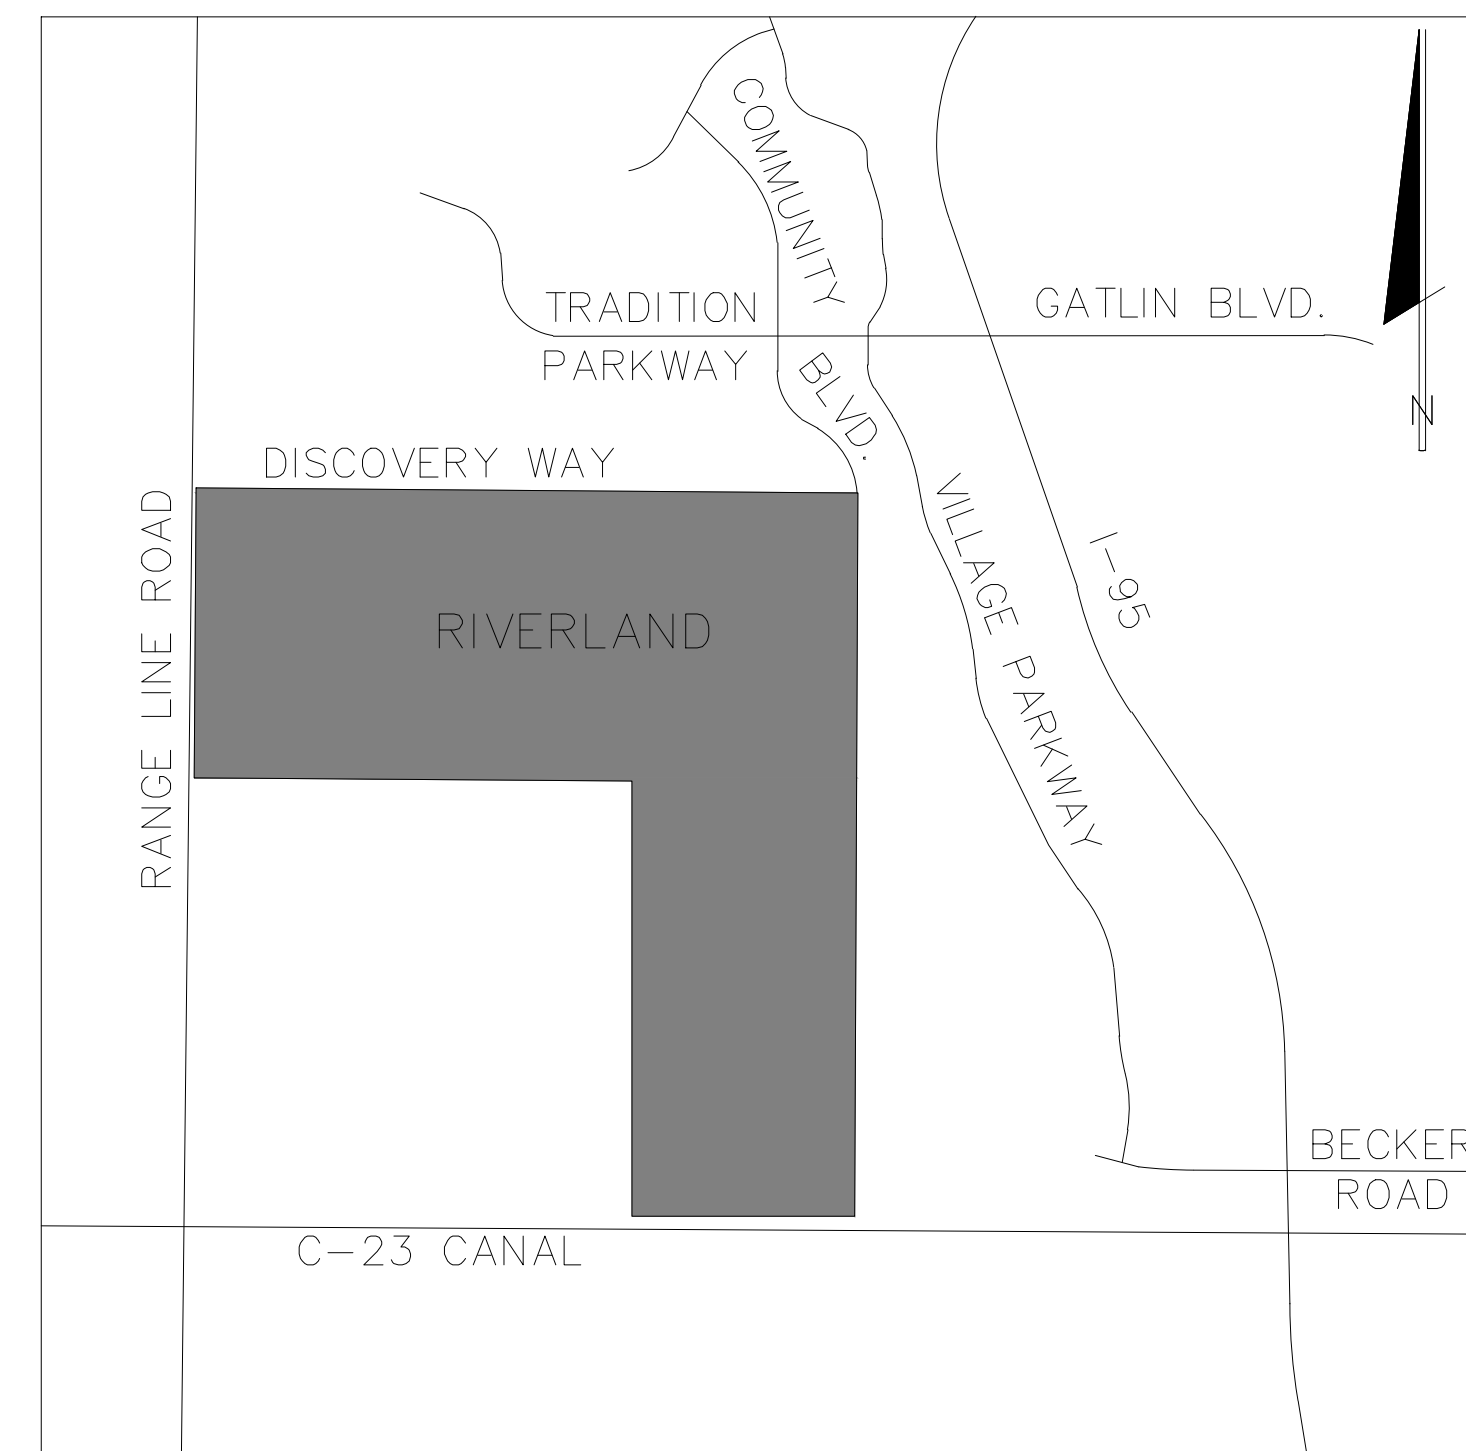 COMMUNITY
BLVD.
TRADITION
PARKWAY
GATLIN BLVD.
N
DISCOVERY WAY
RANGE LINE ROAD
RIVERLAND
VILLAGE PARKWAY
I-95
BECKER
ROAD
C-23 CANAL